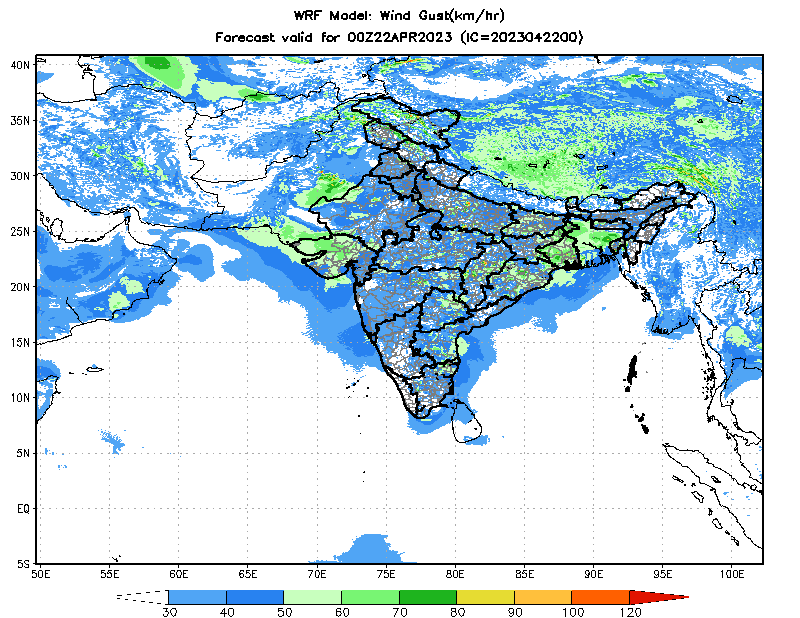 WRF Model: Wind Gust(km/hr)
Forecast valid for 00Z22APR2023 (IC=2023042200)
40N
35N
30N
25N
20N
15N
10N
5N
EQ
5S
50E 55E 60E 65E 70E 75E 80E 85E 90E 95E 100E
30 40 50 60 70 80 90 100 120